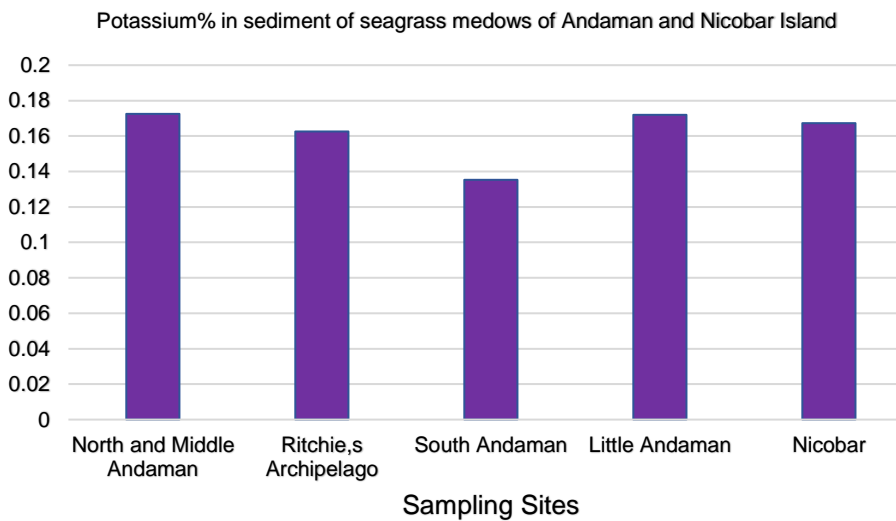 Potassium% in sediment of seagrass medows of Andaman and Nicobar Island
0.2
0.18
0.16
0.14
0.12
0.1
0.08
0.06
0.04
0.02
0
North and Middle
Andaman
Ritchie,s
Archipelago
South Andaman
Little Andaman
Nicobar
Sampling Sites